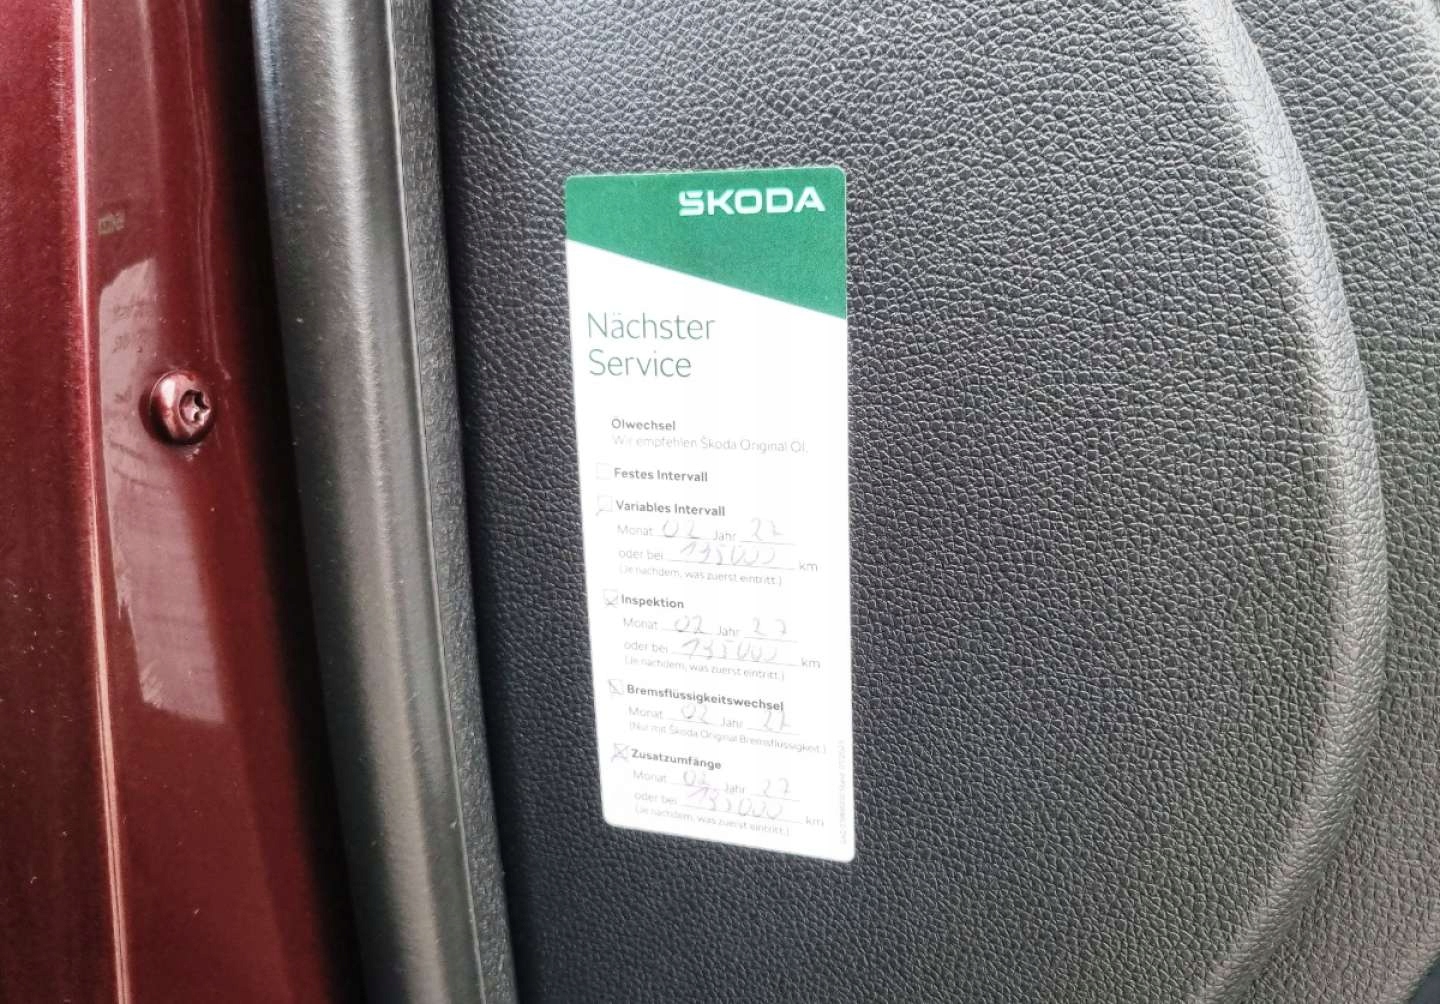 ŠKODA
Nächster
Service
Ölwechsel
Wir empfehlen Škoda Original Öl.
Festes Intervall
Variables Intervall
Monat 02 Jahr 27
oder bei 195000 km
(Je nachdem, was zuerst eintritt.)
Inspektion
Monat 02 Jahr 27
oder bei 195000 km
(Je nachdem, was zuerst eintritt.)
Bremsflüssigkeitswechsel
Monat 02 Jahr 27
(Nur mit Škoda Original Bremsflüssigkeit.)
Zusatzumfänge
Monat 02 Jahr 27
oder bei 195000 km
(Je nachdem, was zuerst eintritt.)